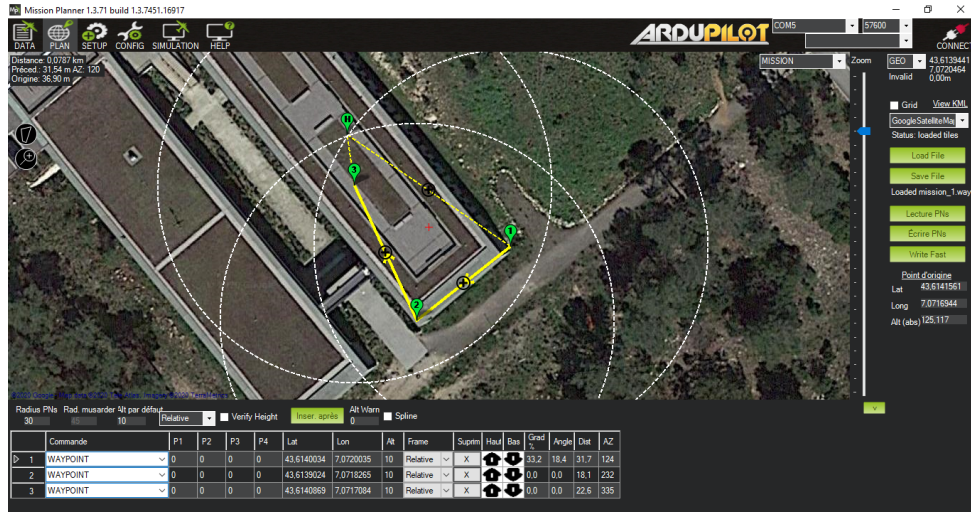 Mission Planner 1.3.71 build 1.3.7451.16917
DATA PLAN SETUP CONFIG SIMULATION HELP
ARDUPILOT
COM5 57600
CONNECT
Distance: 0,0787 km
Précéd.: 31,54 m AZ: 120
Origine: 36,90 m
MISSION
Zoom
GEO 43,6139441
7,0720464
Invalid 0,00m
Grid View KML
GoogleSatelliteMap
Status: loaded tiles
Load File
Save File
Loaded mission_1.way
Lecture PNs
Écrire PNs
Write Fast
Point d'origine
Lat 43,6141561
Long 7,0716944
Alt (abs) 125,117
H
3
1
2
Radius PNs Rad. musarder Alt par défaut
30 45 10 Relative Verify Height Inser. après Alt Warn 0 Spline
Commande P1 P2 P3 P4 Lat Lon Alt Frame Suprim Haut Bas Grad % Angle Dist AZ
1 WAYPOINT 0 0 0 0 43,6140034 7,0720035 10 Relative X 33,2 18,4 31,7 124
2 WAYPOINT 0 0 0 0 43,6139024 7,0718265 10 Relative X 0,0 0,0 18,1 232
3 WAYPOINT 0 0 0 0 43,6140869 7,0717084 10 Relative X 0,0 0,0 22,6 335